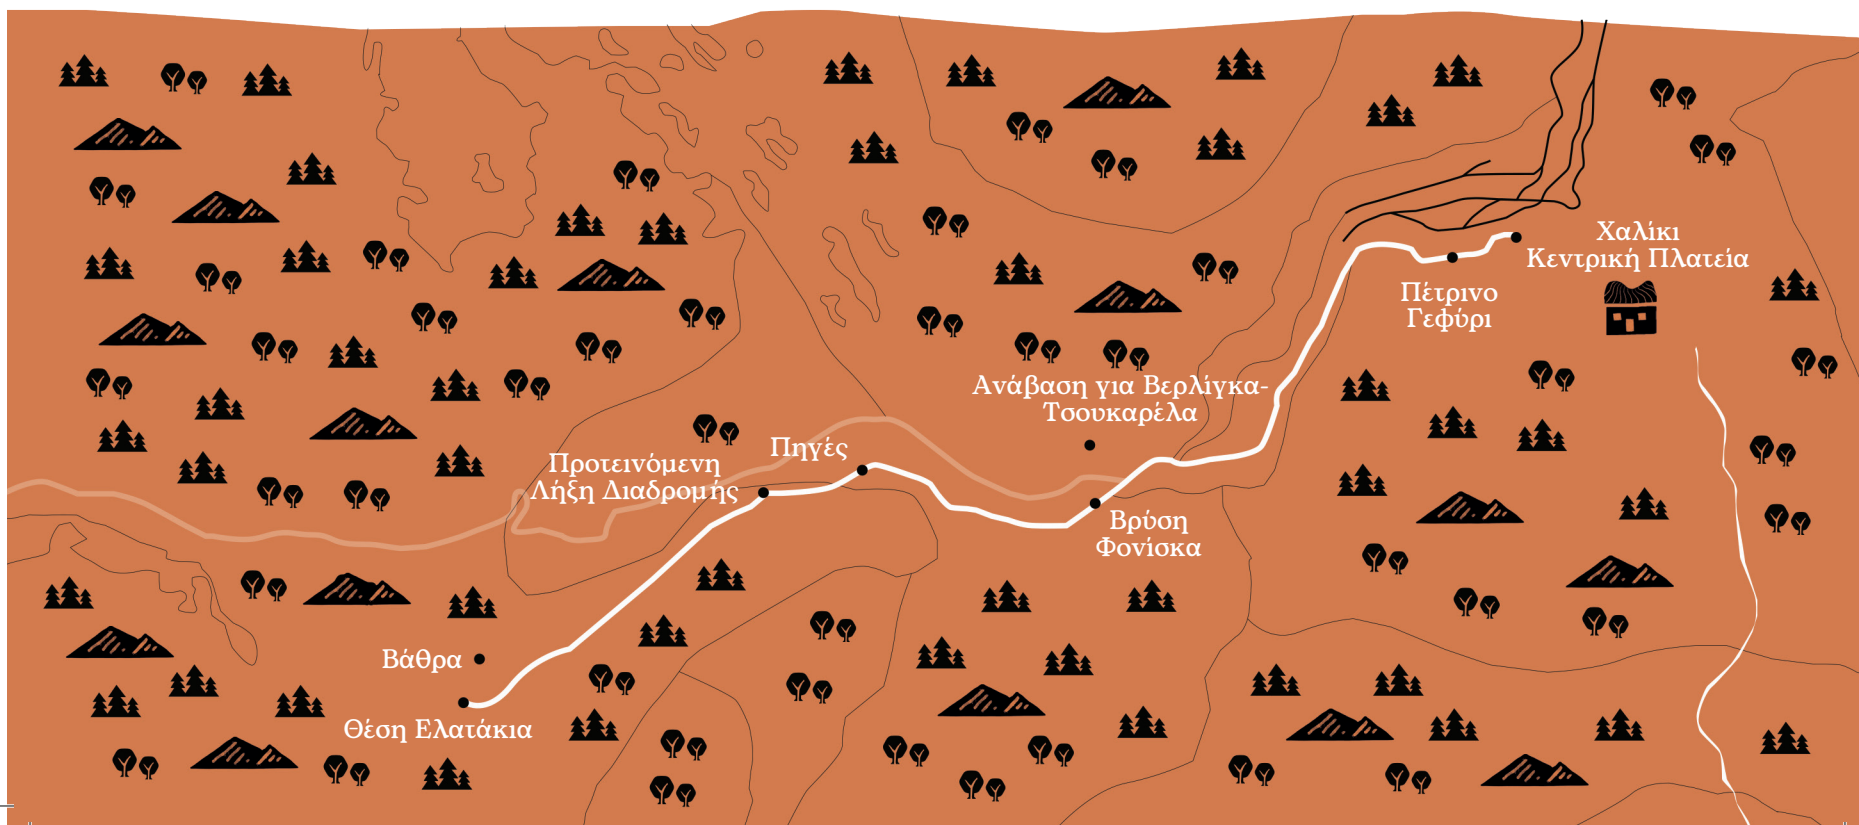 Χαλίκι
Κεντρική Πλατεία
Πέτρινο
Γεφύρι
Ανάβαση για Βερλίγκα-
Τσουκαρέλα
Πηγές
Προτεινόμενη
Λήξη Διαδρομής
Βρύση
Φονίσκα
Βάθρα
Θέση Ελατάκια